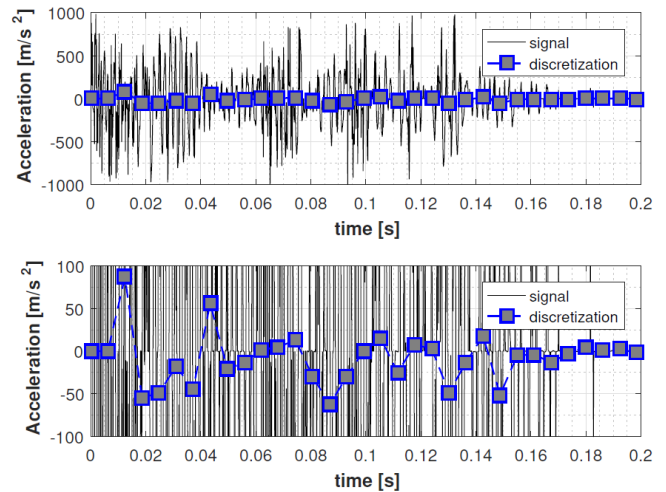 1000
500
0
-500
-1000
Acceleration [m/s 2]
signal
discretization
0 0.02 0.04 0.06 0.08 0.1 0.12 0.14 0.16 0.18 0.2
time [s]
100
50
0
-50
-100
Acceleration [m/s 2]
signal
discretization
0 0.02 0.04 0.06 0.08 0.1 0.12 0.14 0.16 0.18 0.2
time [s]